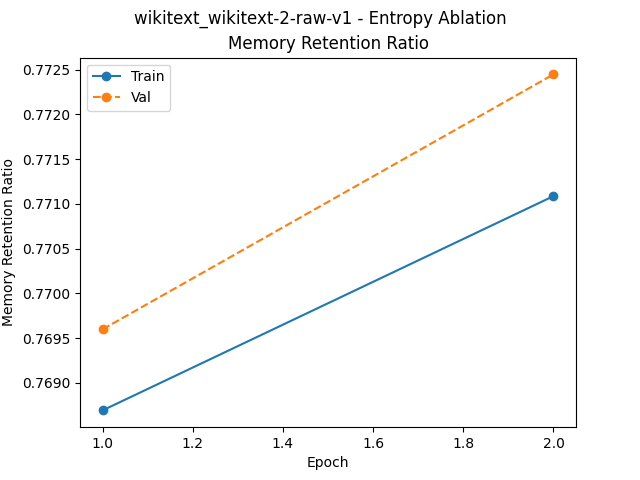 wikitext_wikitext-2-raw-v1 - Entropy Ablation
Memory Retention Ratio
Train
Val
Memory Retention Ratio
0.7725
0.7720
0.7715
0.7710
0.7705
0.7700
0.7695
0.7690
1.0 1.2 1.4 1.6 1.8 2.0
Epoch